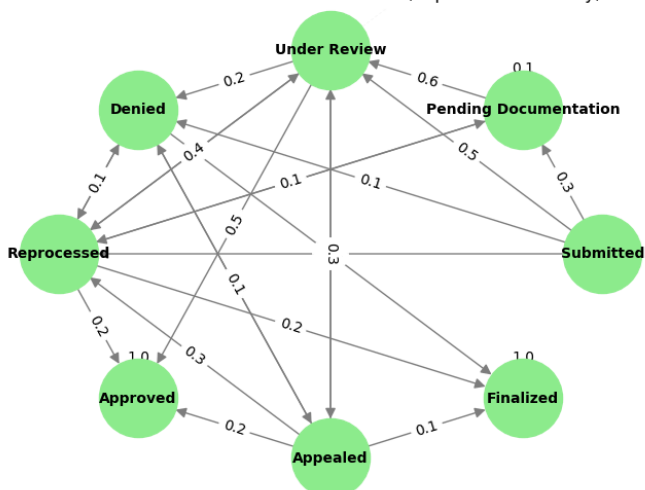 Under Review
0.1
0.2
0.6
Denied
Pending Documentation
0.4
0.5
0.1
0.1
0.1
0.3
0.5
Reprocessed
0.3
Submitted
0.1
0.2
0.2
0.3
1.0
1.0
Approved
Finalized
0.2
0.1
Appealed